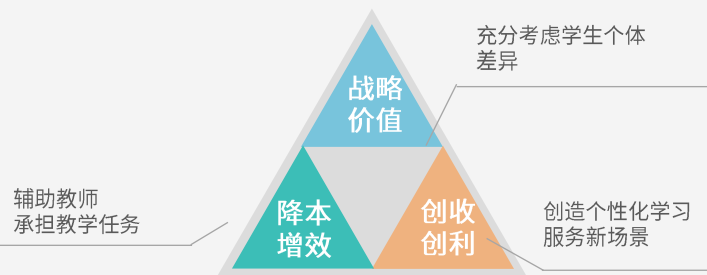 充分考虑学生个体
差异
战略
价值
辅助教师
承担教学任务
降本
增效
创收
创利
创造个性化学习
服务新场景